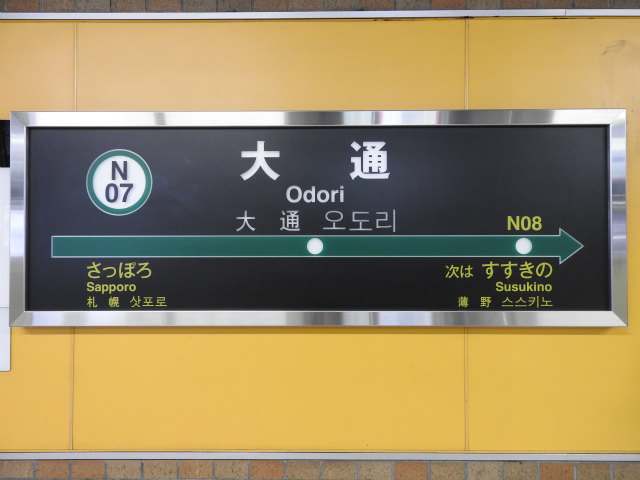 N
07
大 通
Odori
大 通 오도리
N08
さっぽろ
Sapporo
札 幌 삿포로
次は すすきの
Susukino
薄 野 스스키노